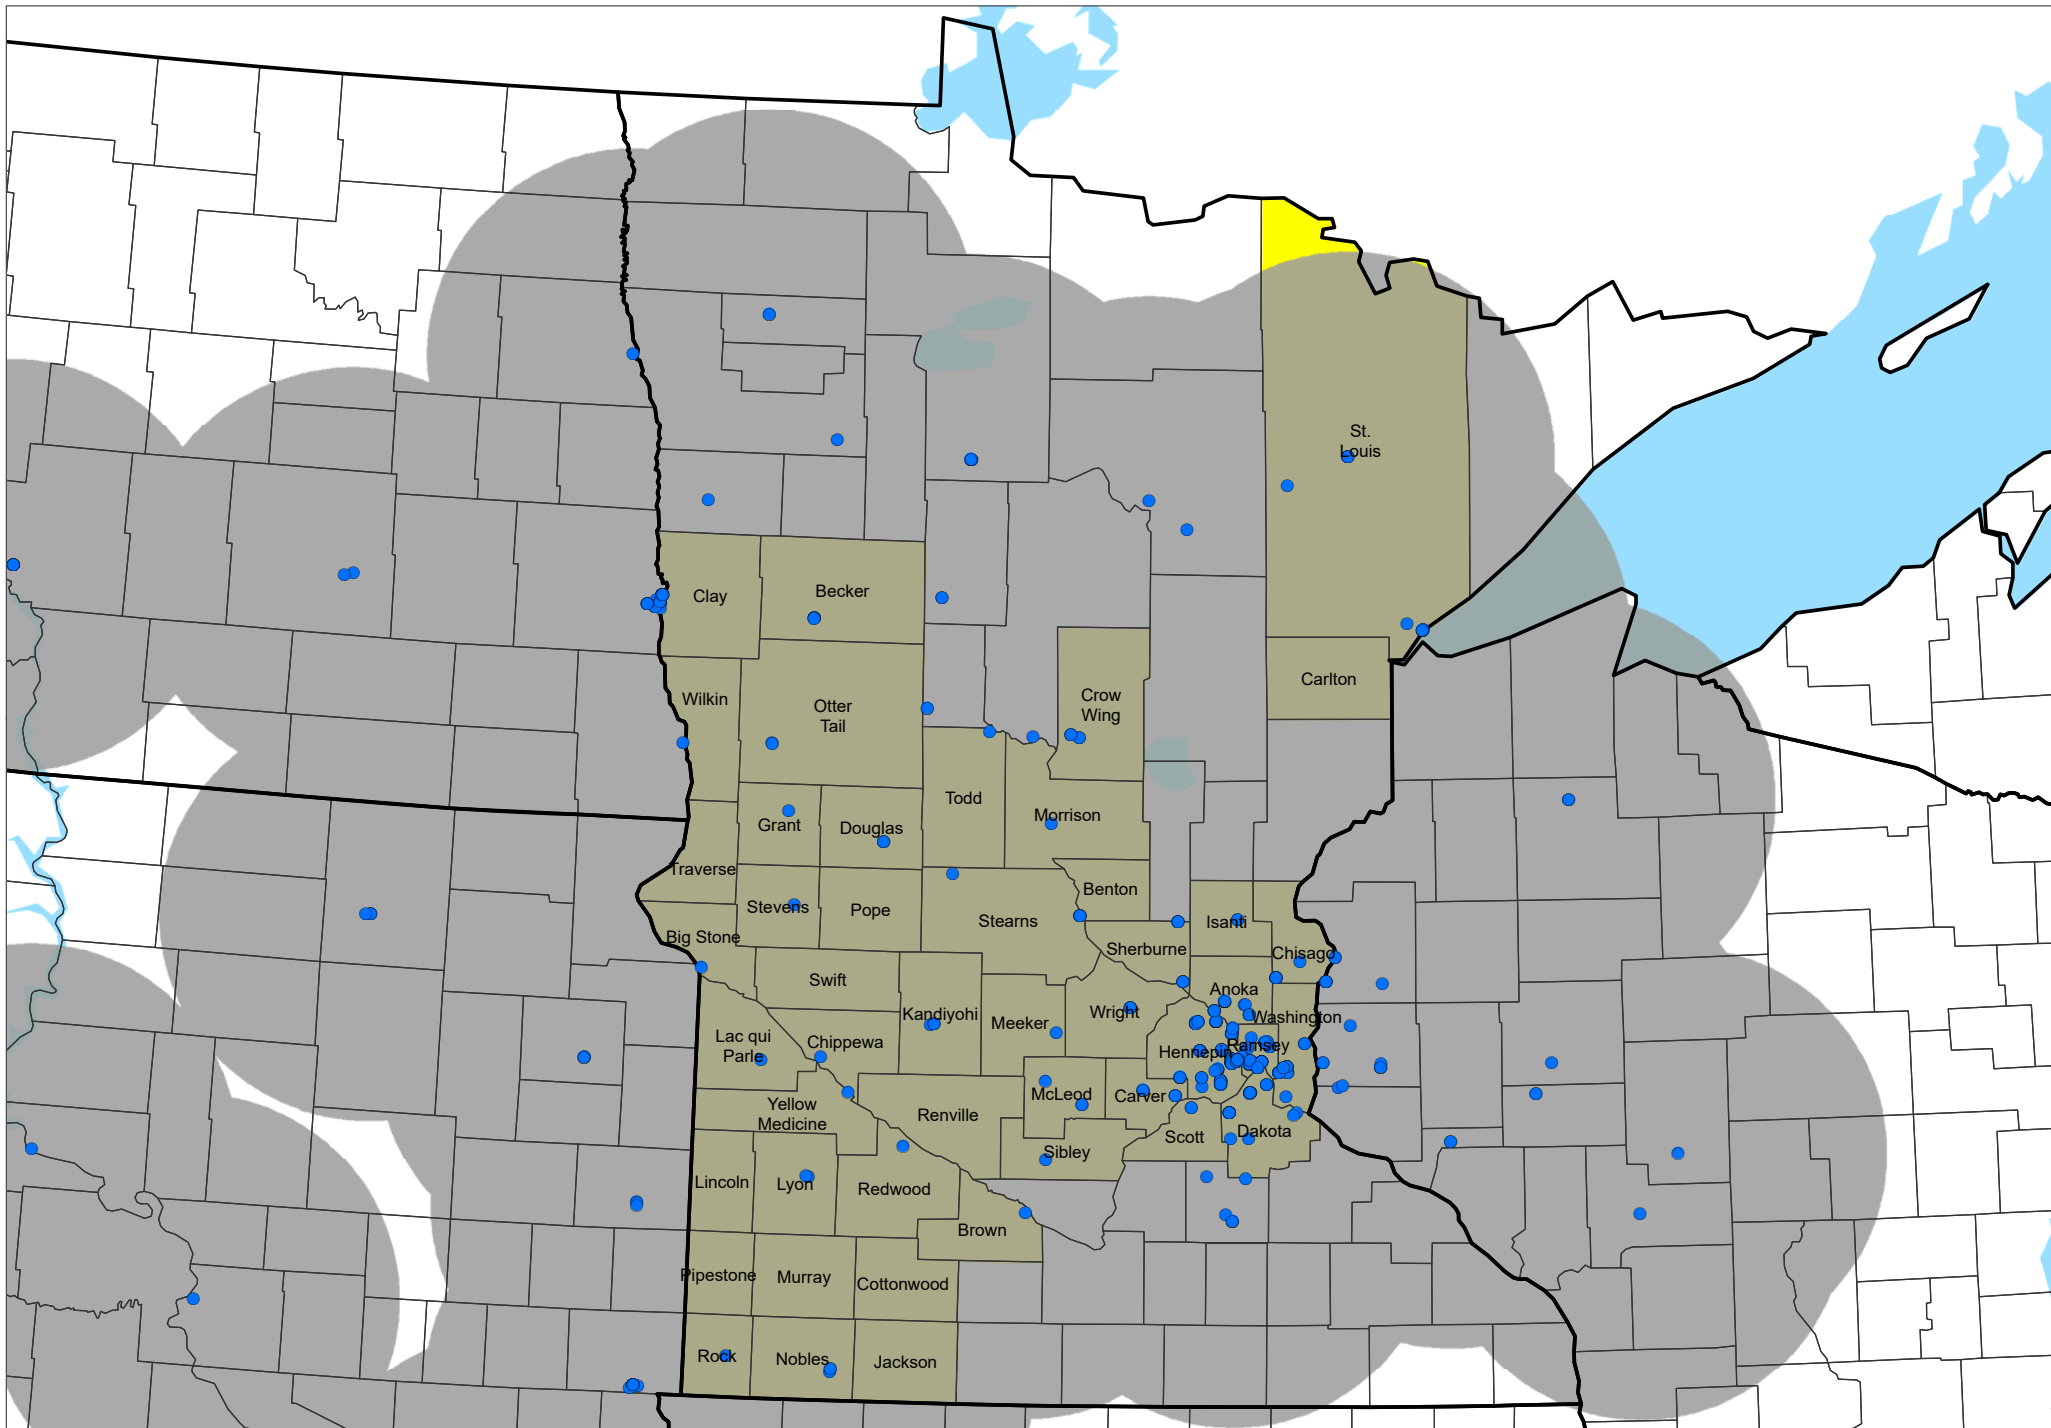 St.
Louis
Clay
Becker
Carlton
Wilkin
Otter
Tail
Crow
Wing
Todd
Morrison
Grant
Douglas
Traverse
Benton
Stevens
Pope
Stearns
Isanti
Big Stone
Sherburne
Chisago
Swift
Anoka
Kandiyohi
Meeker
Wright
Washington
Lac qui
Parle
Chippewa
Hennepin
Ramsey
McLeod
Carver
Yellow
Medicine
Renville
Scott
Dakota
Sibley
Lincoln
Lyon
Redwood
Brown
Pipestone
Murray
Cottonwood
Rock
Nobles
Jackson